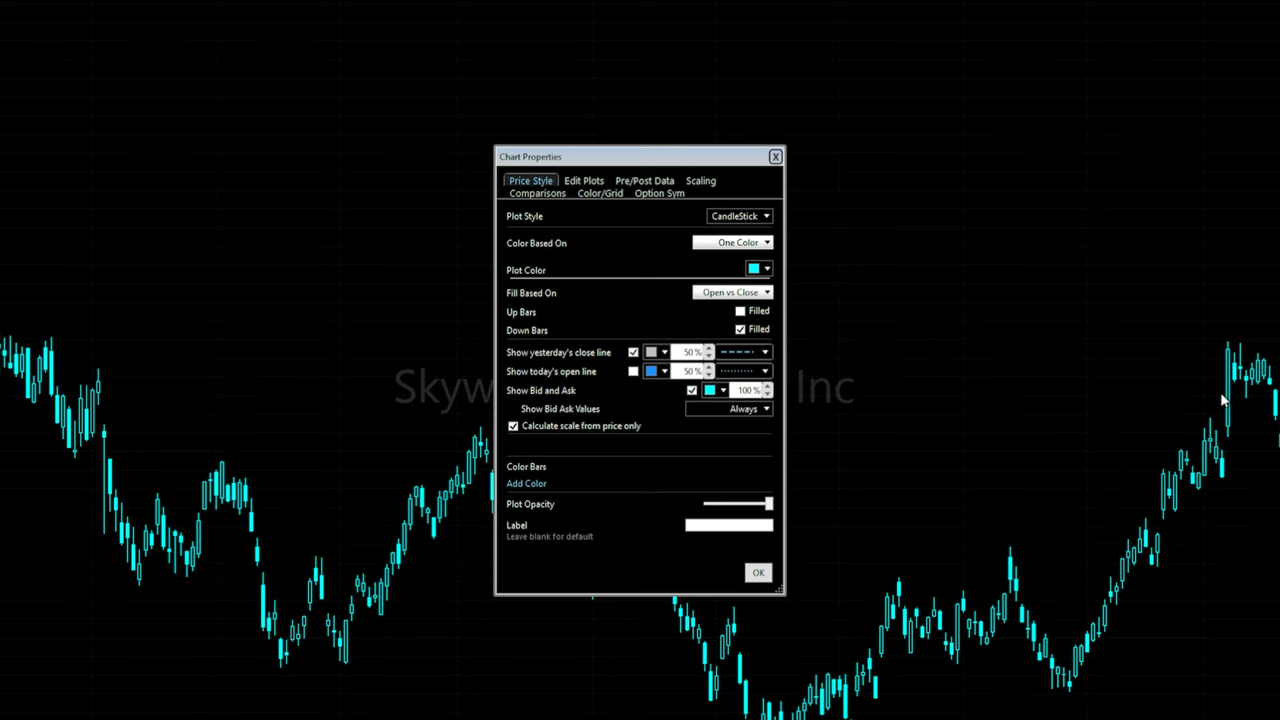 Chart Properties
X
Price Style Edit Plots Pre/Post Data Scaling
Comparisons Color/Grid Option Sym
Plot Style CandleStick
Color Based On One Color
Plot Color
Fill Based On Open vs Close
Up Bars Filled
Down Bars Filled
Show yesterday's close line 50 %
Show today's open line 50 %
Show Bid and Ask 100 %
Skyw Inc
Show Bid Ask Values Always
Calculate scale from price only
Color Bars
Add Color
Plot Opacity
Label
Leave blank for default
OK